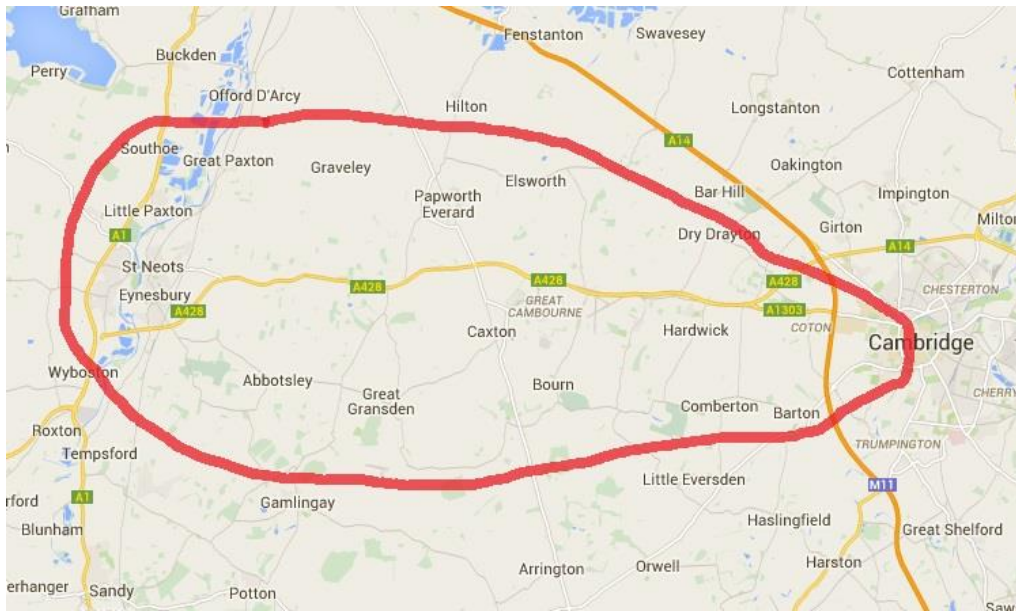 Grafham
Fenstanton
Swavesey
Buckden
Perry
Cottenham
Offord D'Arcy
Hilton
Longstanton
A14
Southoe
Great Paxton
Graveley
Oakington
Elsworth
Bar Hill
Impington
Papworth
Everard
Little Paxton
Milton
Girton
Dry Drayton
A1
A14
St Neots
A428
A428
A428
CHESTERTON
Eynesbury
GREAT
CAMBOURNE
A428
A1303
COTON
Caxton
Hardwick
Cambridge
Wyboston
Abbotsley
Bourn
CHERRY
Great
Gransden
Comberton
Barton
Roxton
TRUMPINGTON
Tempsford
Little Eversden
M11
A1
rford
Gamlingay
Blunham
Haslingfield
Great Shelford
Harston
Arrington
Orwell
erhanger
Sandy
Potton
Saw